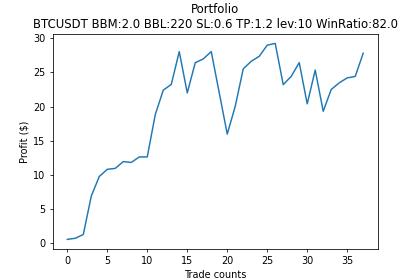 Portfolio
BTCUSDT BBM:2.0 BBL:220 SL:0.6 TP:1.2 lev:10 WinRatio:82.0
30
25
20
15
10
5
0
Profit ($)
0 5 10 15 20 25 30 35
Trade counts